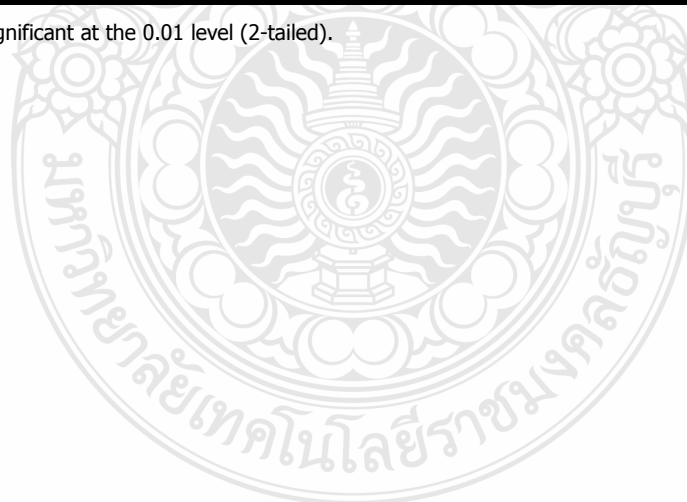 gnificant at the 0.01 level (2-tailed).
มหาวิทยาลัยเทคโนโลยีราชมงคลธัญบุรี